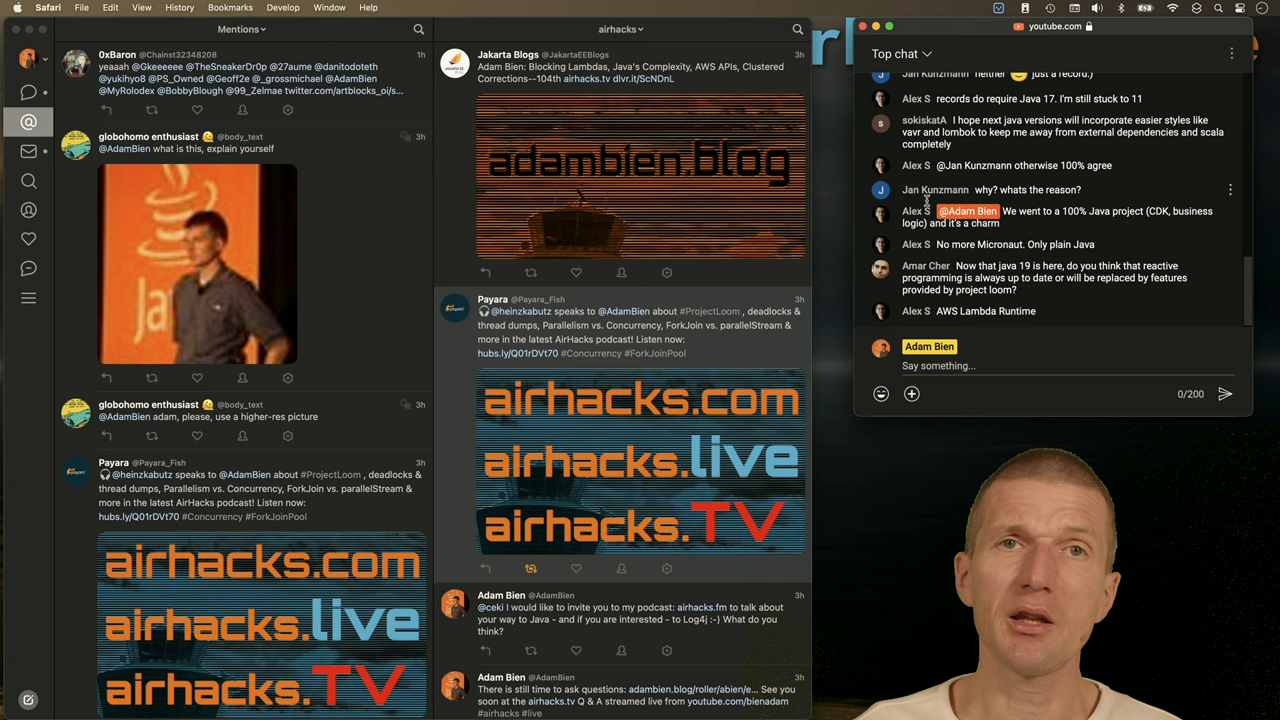 Safari File Edit View History Bookmarks Develop Window Help
Mentions
0xBaron @Chainst32348208 1h
yeaaah @Gkeeeeee @TheSneakerDr0p @27aume @danitodoteth
@yukihyo8 @PS_Owned @Geoff2e @_grossmichael @AdamBien
@MyRolodex @BobbyBlough @99_Zelmae twitter.com/artblocks_oi/s...
globohomo enthusiast @body_text 3h
@AdamBien what is this, explain yourself
Ja
globohomo enthusiast @body_text 3h
@AdamBien adam, please, use a higher-res picture
Payara @Payara_Fish 3h
@heinzkabutz speaks to @AdamBien about #ProjectLoom , deadlocks &
thread dumps, Parallelism vs. Concurrency, ForkJoin vs. parallelStream &
more in the latest AirHacks podcast! Listen now:
hubs.ly/Q01rDVt70 #Concurrency #ForkJoinPool
airhacks.com
airhacks.live
airhacks.TV
airhacks
Jakarta Blogs @JakartaEEBlogs 3h
Adam Bien: Blocking Lambdas, Java's Complexity, AWS APIs, Clustered
Corrections--104th airhacks.tv dlvr.it/ScNDnL
adambien.blog
Payara @Payara_Fish 3h
@heinzkabutz speaks to @AdamBien about #ProjectLoom , deadlocks &
thread dumps, Parallelism vs. Concurrency, ForkJoin vs. parallelStream &
more in the latest AirHacks podcast! Listen now:
hubs.ly/Q01rDVt70 #Concurrency #ForkJoinPool
airhacks.com
airhacks.live
airhacks.TV
Adam Bien @AdamBien 3h
@ceki I would like to invite you to my podcast: airhacks.fm to talk about
your way to Java - and if you are interested - to Log4j :-) What do you
think?
Adam Bien @AdamBien 3h
There is still time to ask questions: adambien.blog/roller/abien/e... See you
soon at the airhacks.tv Q & A streamed live from youtube.com/bienadam
#airhacks #live
youtube.com
Top chat
J Jan Kunzmann neither just a record.)
Alex S records do require Java 17. I'm still stuck to 11
s sokiskatA I hope next java versions will incorporate easier styles like
vavr and lombok to keep me away from external dependencies and scala
completely
Alex S @Jan Kunzmann otherwise 100% agree
J Jan Kunzmann why? whats the reason?
Alex S @Adam Bien We went to a 100% Java project (CDK, business
logic) and it's a charm
Alex S No more Micronaut. Only plain Java
Amar Cher Now that java 19 is here, do you think that reactive
programming is always up to date or will be replaced by features
provided by project loom?
Alex S AWS Lambda Runtime
Adam Bien
Say something...
0/200